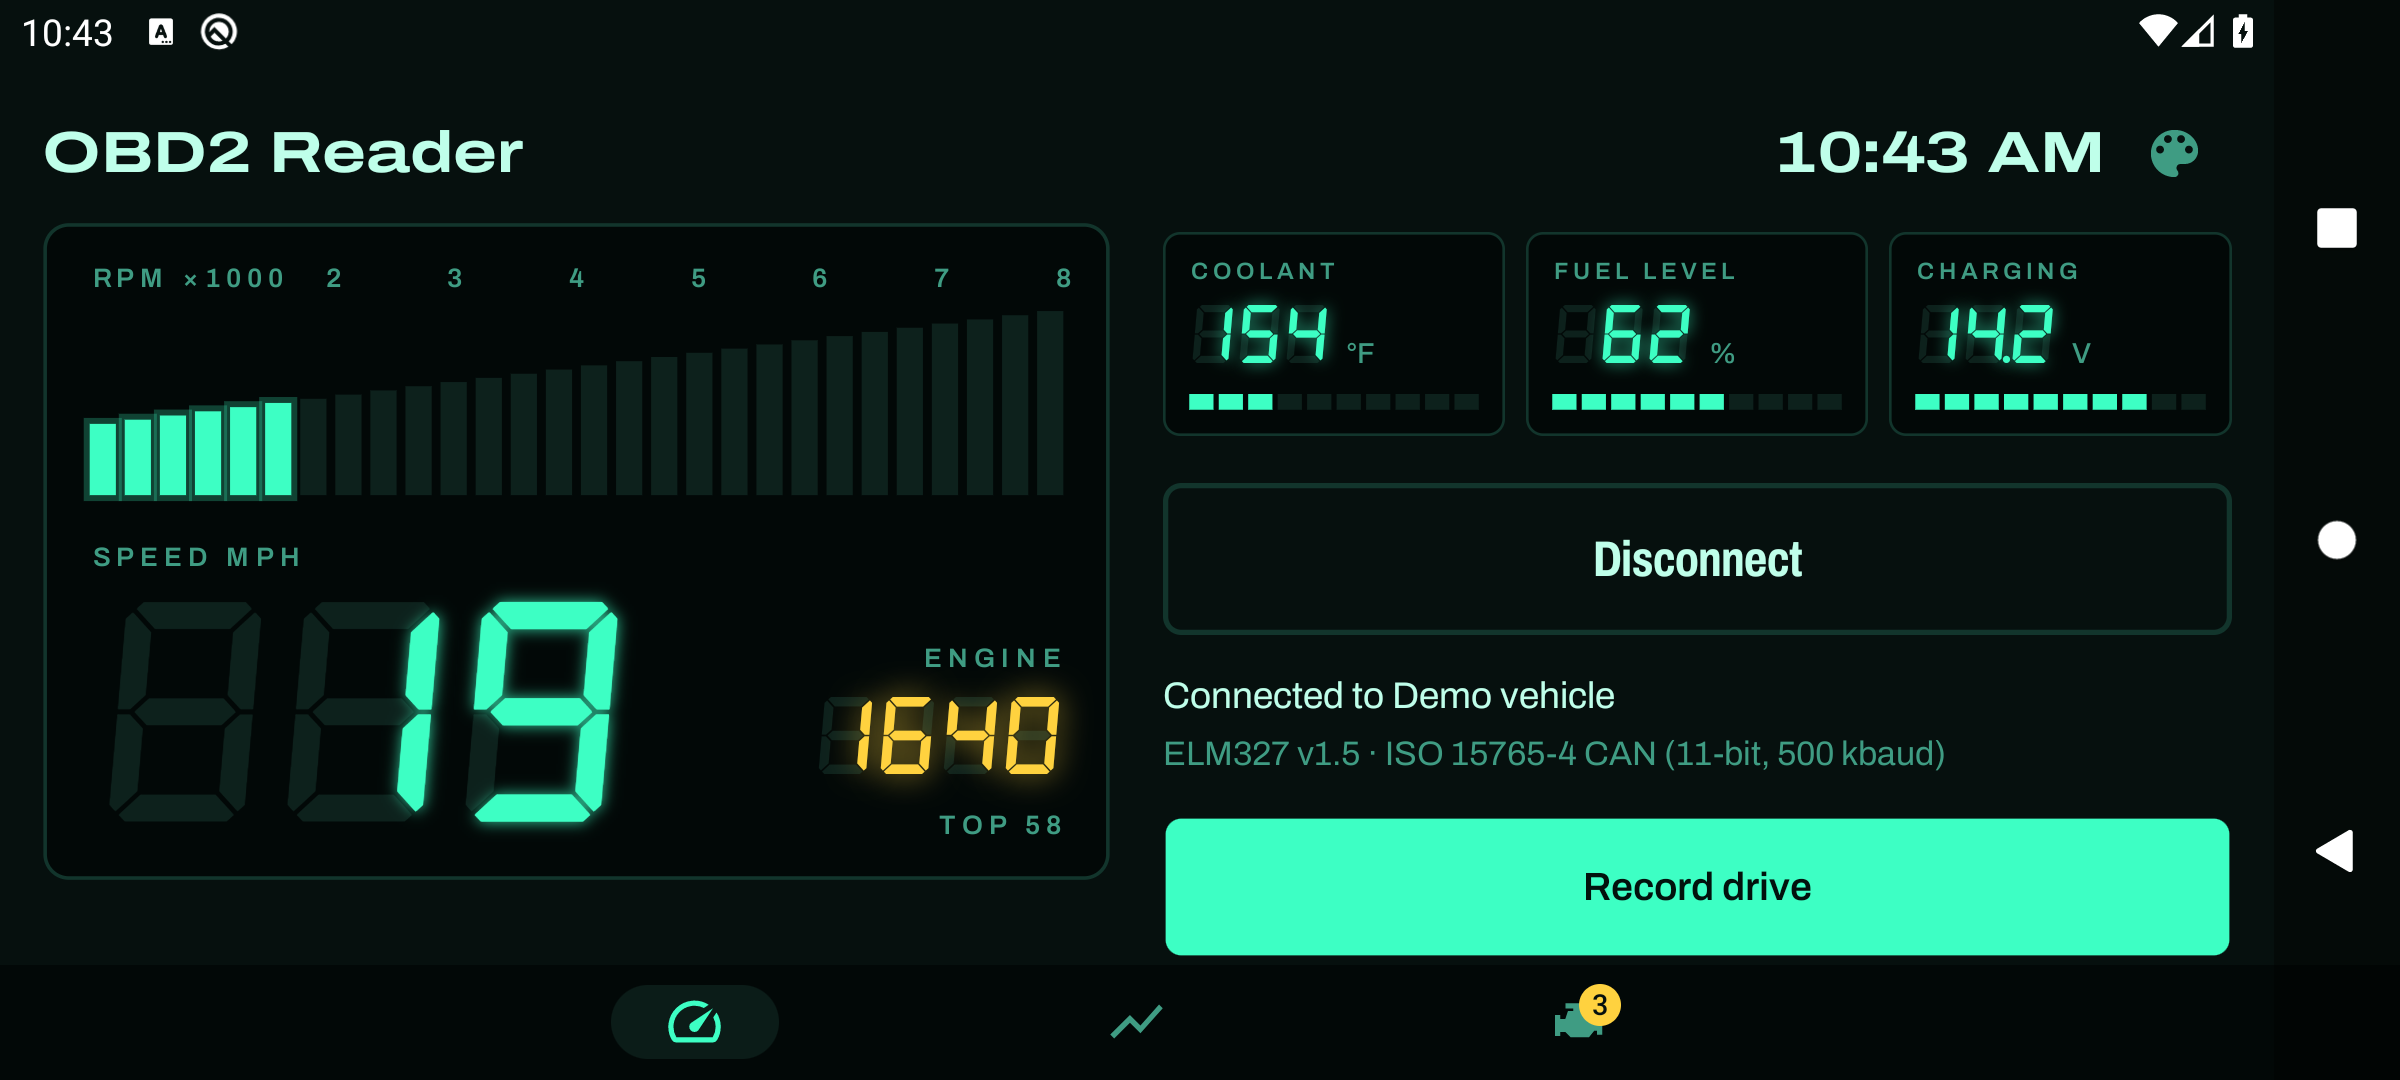 10:43
OBD2 Reader
10:43 AM
RPM ×1000 2 3 4 5 6 7 8
SPEED MPH
19
ENGINE
1640
TOP 58
COOLANT
154 °F
FUEL LEVEL
62 %
CHARGING
14.2 V
Disconnect
Connected to Demo vehicle
ELM327 v1.5 · ISO 15765-4 CAN (11-bit, 500 kbaud)
Record drive
3